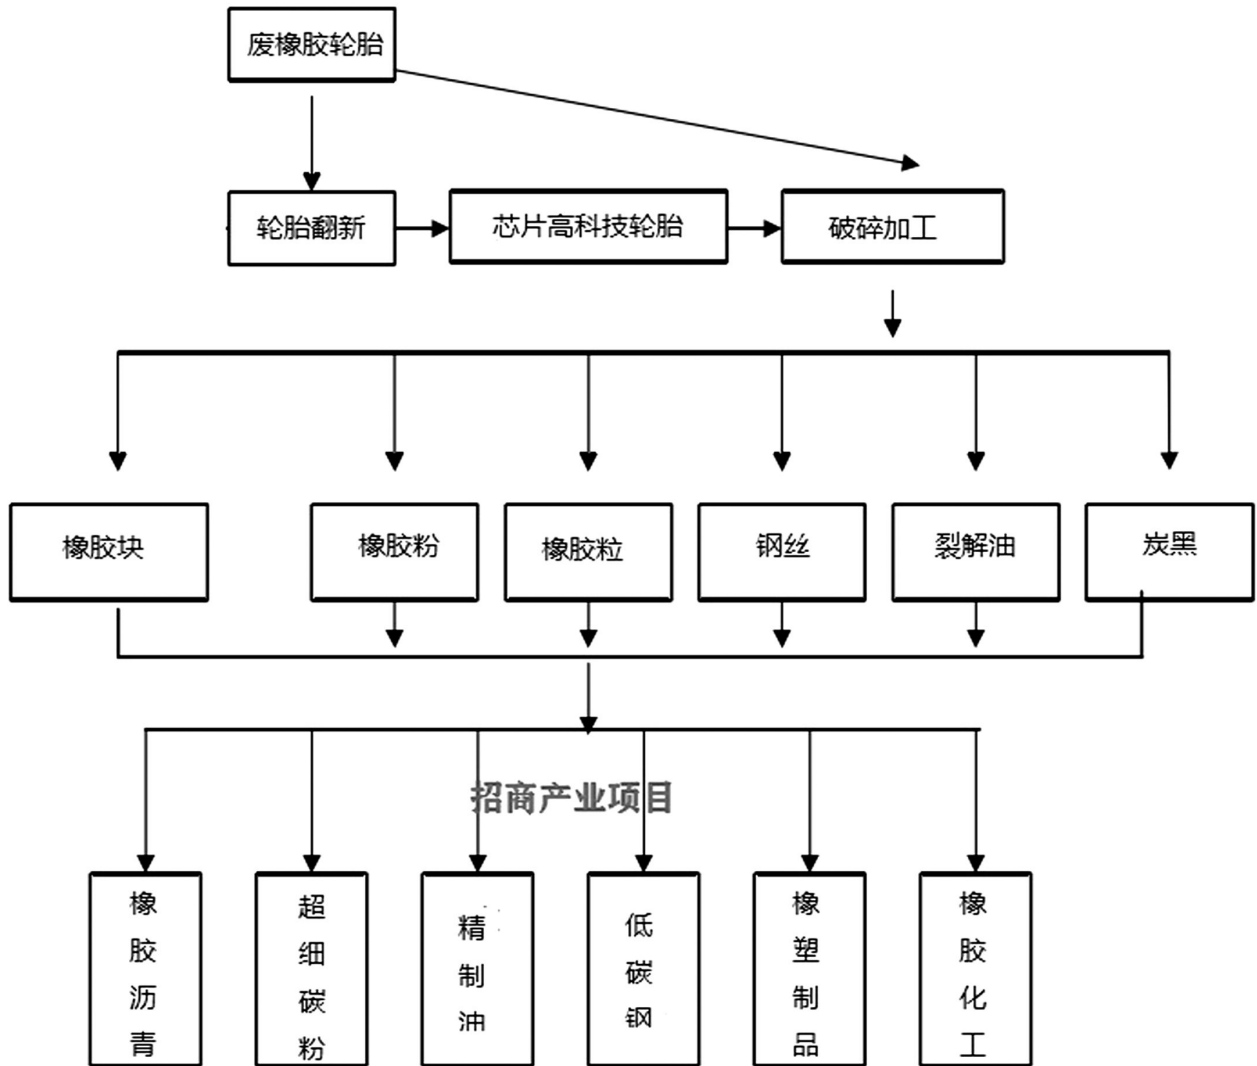 废橡胶轮胎
轮胎翻新
芯片高科技轮胎
破碎加工
橡胶块
橡胶粉
橡胶粒
钢丝
裂解油
炭黑
招商产业项目
橡胶沥青
超细碳粉
精制油
低碳钢
橡塑制品
橡胶化工